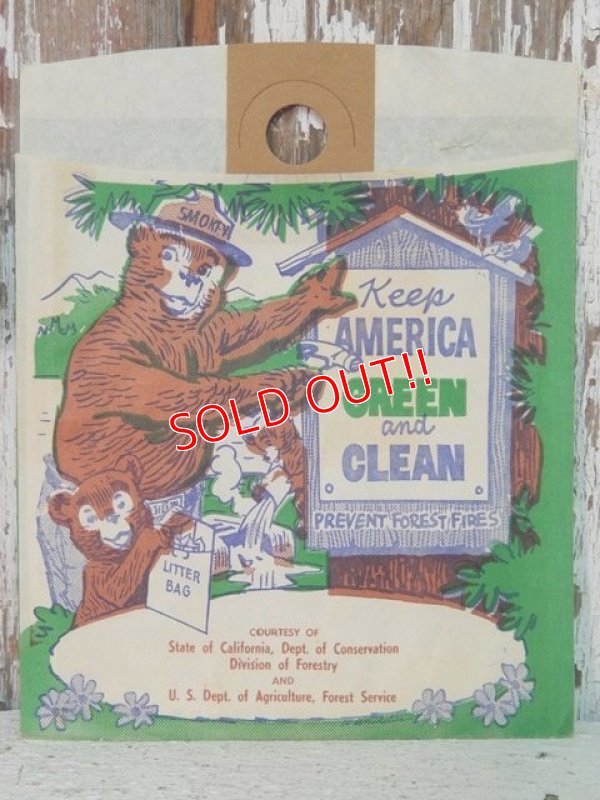 SMOKEY
Keep
AMERICA
GREEN
and
CLEAN
PREVENT FOREST FIRES
SOLD OUT!!
LITTER
BAG
COURTESY OF
State of California, Dept. of Conservation
Division of Forestry
AND
U. S. Dept. of Agriculture, Forest Service